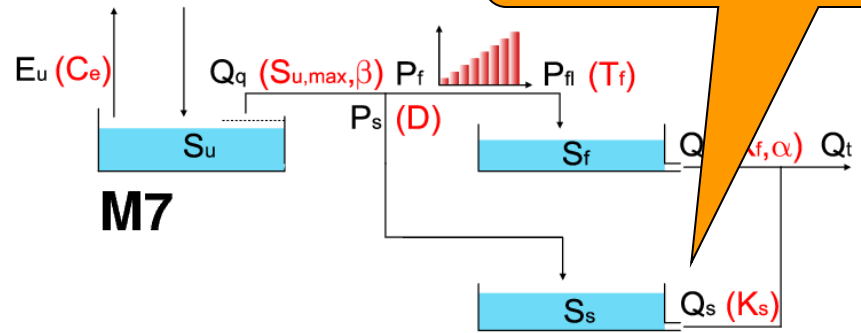 Eu (Ce)
Qq (Su,max,β)
Pf
Pfl (Tf)
Ps (D)
Su
Sf
Q
f,α)
Qt
M7
Ss
Qs (Ks)